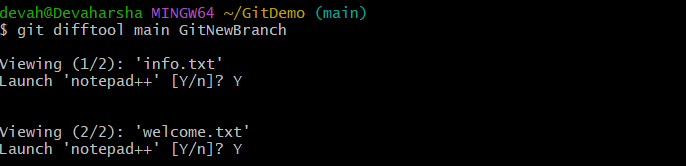 devah@Devaharsha MINGW64 ~/GitDemo (main)
$ git difftool main GitNewBranch
Viewing (1/2): 'info.txt'
Launch 'notepad++' [Y/n]? Y
Viewing (2/2): 'welcome.txt'
Launch 'notepad++' [Y/n]? Y